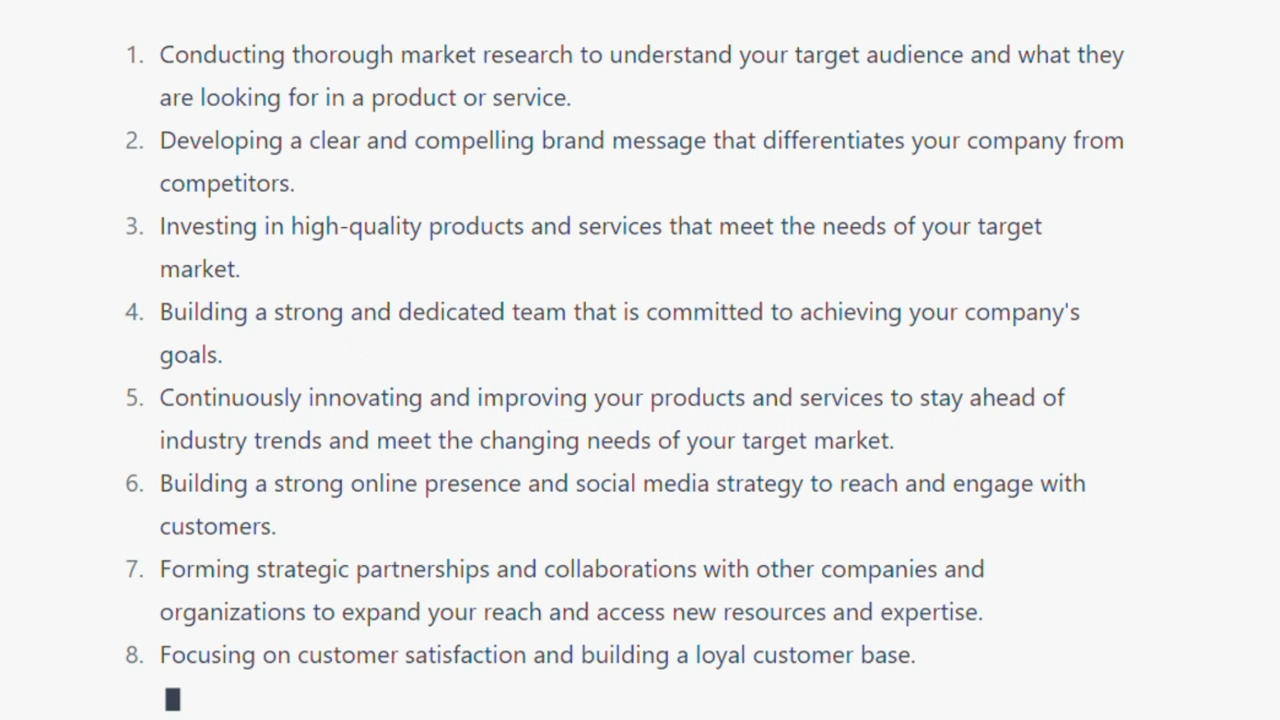 1. Conducting thorough market research to understand your target audience and what they
are looking for in a product or service.
2. Developing a clear and compelling brand message that differentiates your company from
competitors.
3. Investing in high-quality products and services that meet the needs of your target
market.
4. Building a strong and dedicated team that is committed to achieving your company's
goals.
5. Continuously innovating and improving your products and services to stay ahead of
industry trends and meet the changing needs of your target market.
6. Building a strong online presence and social media strategy to reach and engage with
customers.
7. Forming strategic partnerships and collaborations with other companies and
organizations to expand your reach and access new resources and expertise.
8. Focusing on customer satisfaction and building a loyal customer base.